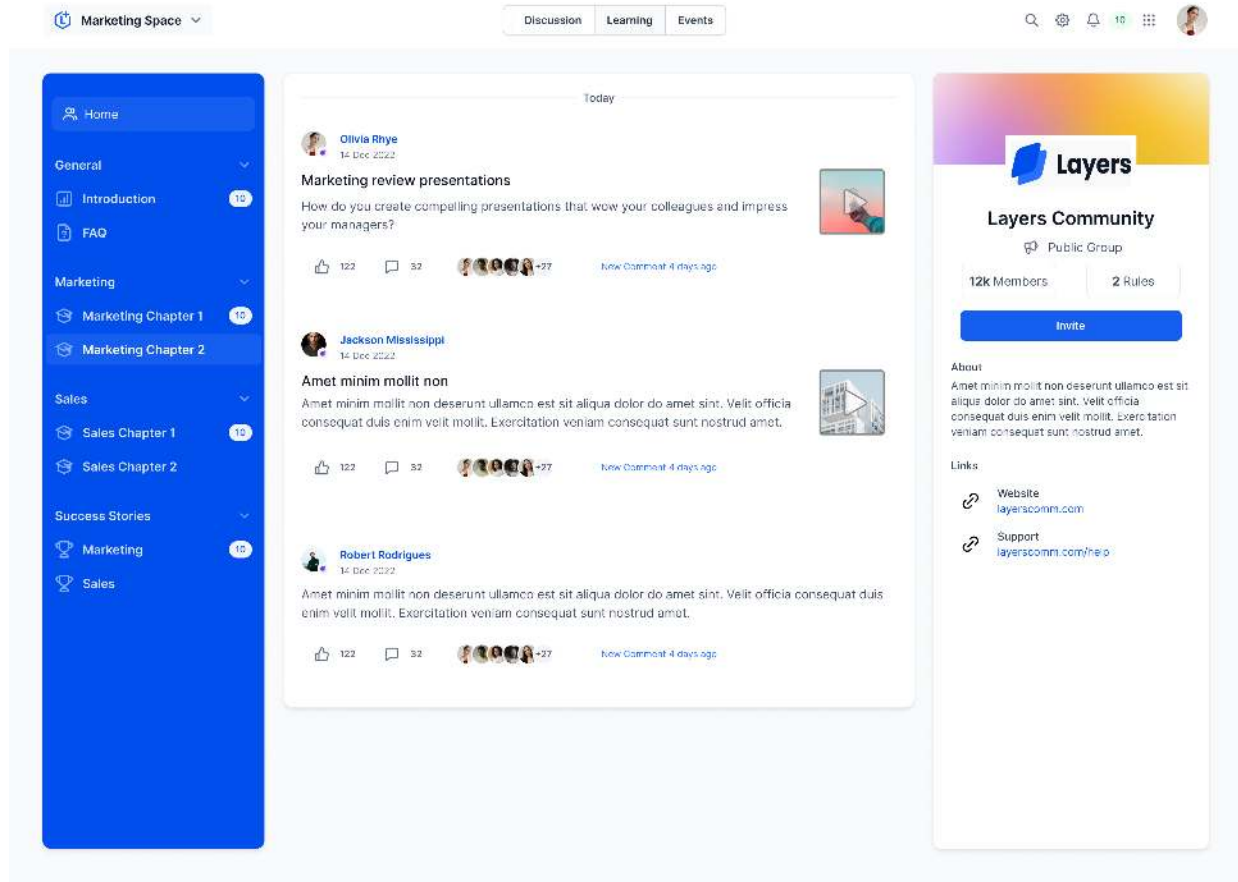 Marketing Space
Discussion Learning Events
10
Home
General
Introduction 10
FAQ
Marketing
Marketing Chapter 1 10
Marketing Chapter 2
Sales
Sales Chapter 1 10
Sales Chapter 2
Success Stories
Marketing 10
Sales
Today
Olivia Rhye
14 Dec 2022
Marketing review presentations
How do you create compelling presentations that wow your colleagues and impress
your managers?
122 32 +27 New Comment 4 days ago
Jackson Mississippi
14 Dec 2022
Amet minim mollit non
Amet minim mollit non deserunt ullamco est sit aliqua dolor do amet sint. Velit officia
consequat duis enim velit mollit. Exercitation veniam consequat sunt nostrud amet.
122 32 +27 New Comment 4 days ago
Robert Rodrigues
14 Dec 2022
Amet minim mollit non deserunt ullamco est sit aliqua dolor do amet sint. Velit officia consequat duis
enim velit mollit. Exercitation veniam consequat sunt nostrud amet.
122 32 +27 New Comment 4 days ago
Layers
Layers Community
Public Group
12k Members 2 Rules
Invite
About
Amet minim mollit non deserunt ullamco est sit
aliqua dolor do amet sint. Velit officia
consequat duis enim velit mollit. Exercitation
veniam consequat sunt nostrud amet.
Links
Website
layerscomm.com
Support
layerscomm.com/help